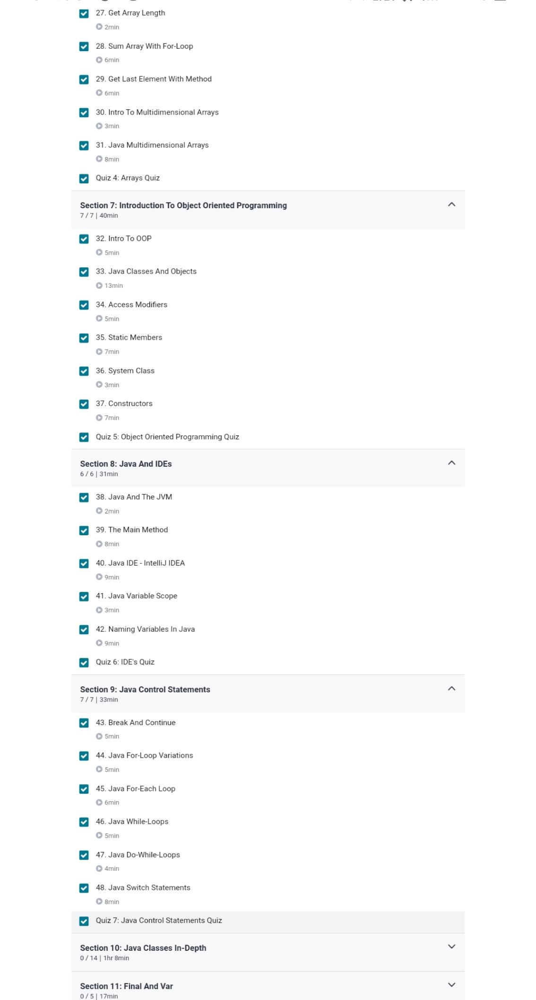 27. Get Array Length
2min
28. Sum Array With For-Loop
6min
29. Get Last Element With Method
6min
30. Intro To Multidimensional Arrays
3min
31. Java Multidimensional Arrays
8min
Quiz 4: Arrays Quiz
Section 7: Introduction To Object Oriented Programming
7 / 7 | 40min
32. Intro To OOP
5min
33. Java Classes And Objects
13min
34. Access Modifiers
5min
35. Static Members
7min
36. System Class
3min
37. Constructors
7min
Quiz 5: Object Oriented Programming Quiz
Section 8: Java And IDEs
6 / 6 | 31min
38. Java And The JVM
2min
39. The Main Method
8min
40. Java IDE - IntelliJ IDEA
9min
41. Java Variable Scope
3min
42. Naming Variables In Java
9min
Quiz 6: IDE's Quiz
Section 9: Java Control Statements
7 / 7 | 33min
43. Break And Continue
5min
44. Java For-Loop Variations
5min
45. Java For-Each Loop
6min
46. Java While-Loops
5min
47. Java Do-While-Loops
4min
48. Java Switch Statements
8min
Quiz 7: Java Control Statements Quiz
Section 10: Java Classes In-Depth
0 / 14 | 1hr 8min
Section 11: Final And Var
0 / 5 | 17min